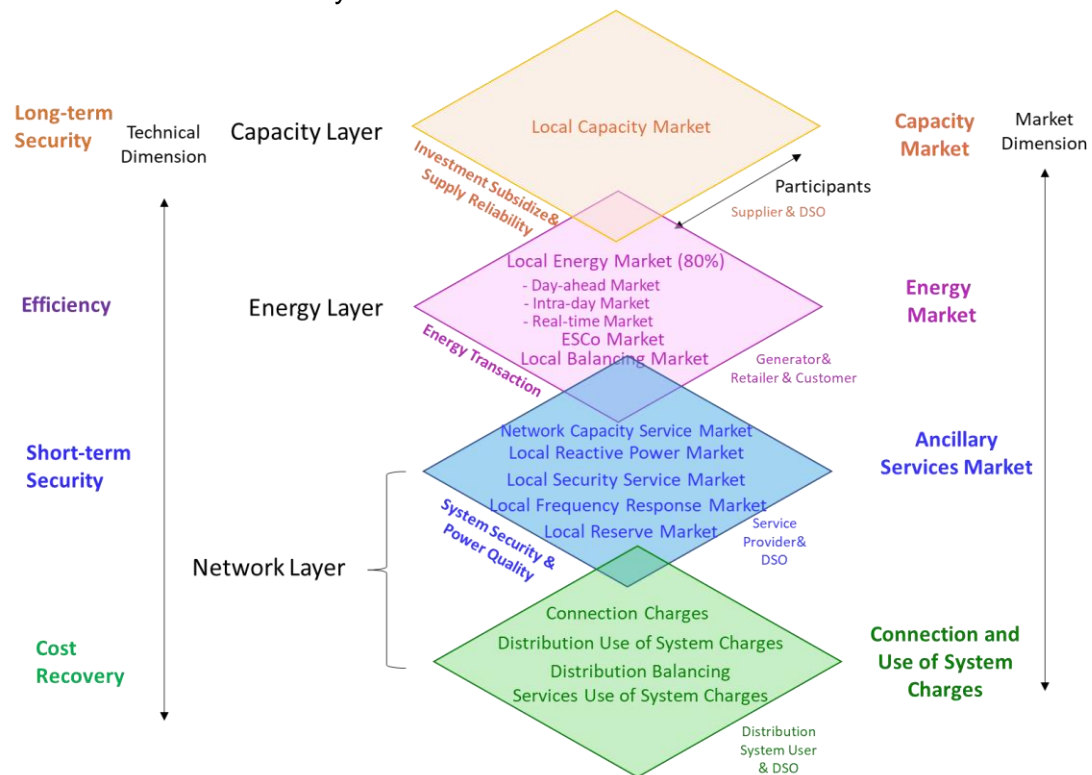 Long-term
Security
Technical
Dimension
Capacity Layer
Local Capacity Market
Capacity
Market
Market
Dimension
Investment Subsidize&
Supply Reliability
Participants
Supplier & DSO
Efficiency
Energy Layer
Local Energy Market (80%)
- Day-ahead Market
- Intra-day Market
- Real-time Market
ESCo Market
Local Balancing Market
Energy
Market
Energy Transaction
Generator&
Retailer & Customer
Short-term
Security
Network Capacity Service Market
Local Reactive Power Market
Local Security Service Market
Local Frequency Response Market
Local Reserve Market
Ancillary
Services Market
System Security &
Power Quality
Service
Provider&
DSO
Network Layer
Cost
Recovery
Connection Charges
Distribution Use of System Charges
Distribution Balancing
Services Use of System Charges
Connection and
Use of System
Charges
Distribution
System User
& DSO